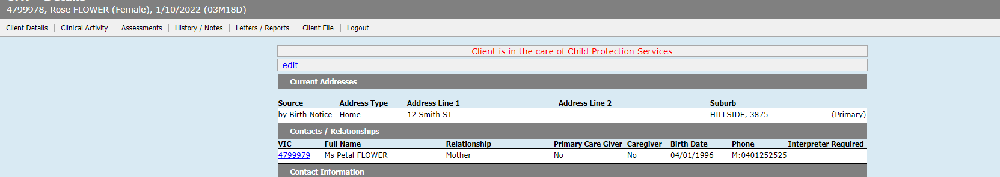 4799978, Rose FLOWER (Female), 1/10/2022 (03M18D)
Client Details | Clinical Activity | Assessments | History / Notes | Letters / Reports | Client File | Logout
Client is in the care of Child Protection Services
edit
Current Addresses
Source Address Type Address Line 1 Address Line 2 Suburb
by Birth Notice Home 12 Smith ST HILLSIDE, 3875 (Primary)
Contacts / Relationships
VIC Full Name Relationship Primary Care Giver Caregiver Birth Date Phone Interpreter Required
4799979 Ms Petal FLOWER Mother No No 04/01/1996 M:0401252525
Contact Information